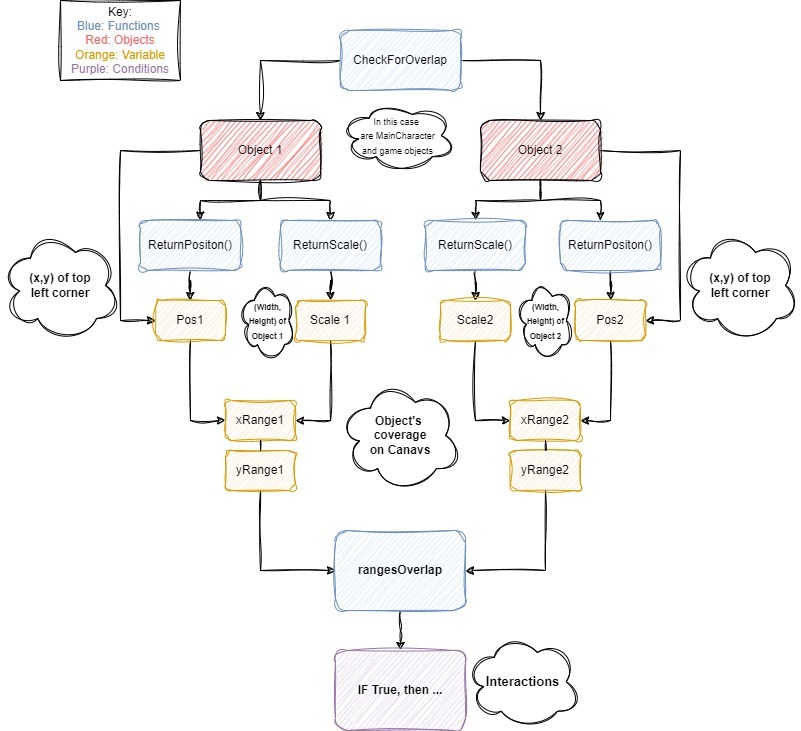 Key:
Blue: Functions
Red: Objects
Orange: Variable
Purple: Conditions
CheckForOverlap
In this case
are MainCharacter
and game objects
Object 1
Object 2
ReturnPositon()
ReturnScale()
ReturnScale()
ReturnPositon()
(x,y) of top
left corner
(x,y) of top
left corner
Pos1
(Width,
Height) of
Object 1
Scale 1
Scale2
(Width,
Height) of
Object 2
Pos2
xRange1
Object's
coverage
on Canavs
xRange2
yRange1
yRange2
rangesOverlap
IF True, then ...
Interactions